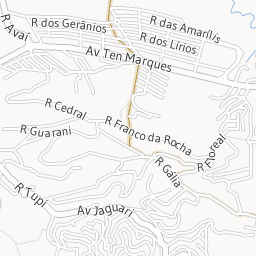 R Avaí
R dos Gerânios
R das Amarílis
R dos Lírios
Av Ten Marques
R Cedral
R Franco da Rocha
R Guarani
R Floreal
R Gália
R Tupi
Av Jaguari